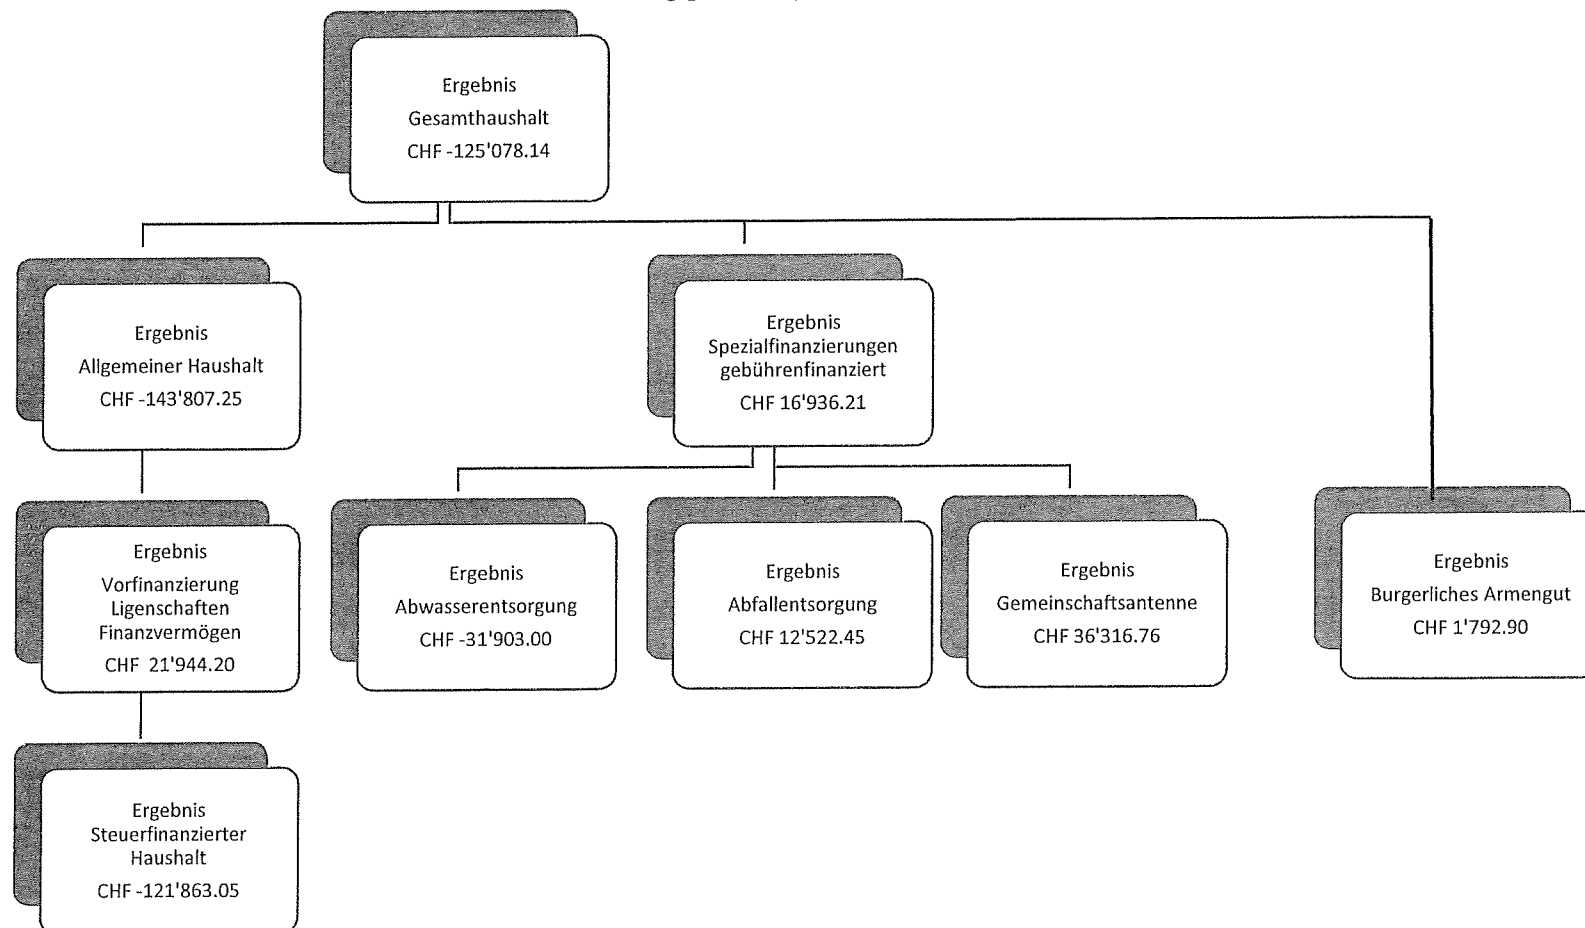 Ergebnis
Gesamthaushalt
CHF -125'078.14
Ergebnis
Allgemeiner Haushalt
CHF -143'807.25
Ergebnis
Spezialfinanzierungen
gebührenfinanziert
CHF 16'936.21
Ergebnis
Vorfinanzierung
Ligenschaften
Finanzvermögen
CHF 21'944.20
Ergebnis
Abwasserentsorgung
CHF -31'903.00
Ergebnis
Abfallentsorgung
CHF 12'522.45
Ergebnis
Gemeinschaftsantenne
CHF 36'316.76
Ergebnis
Burgerliches Armengut
CHF 1'792.90
Ergebnis
Steuerfinanzierter
Haushalt
CHF -121'863.05